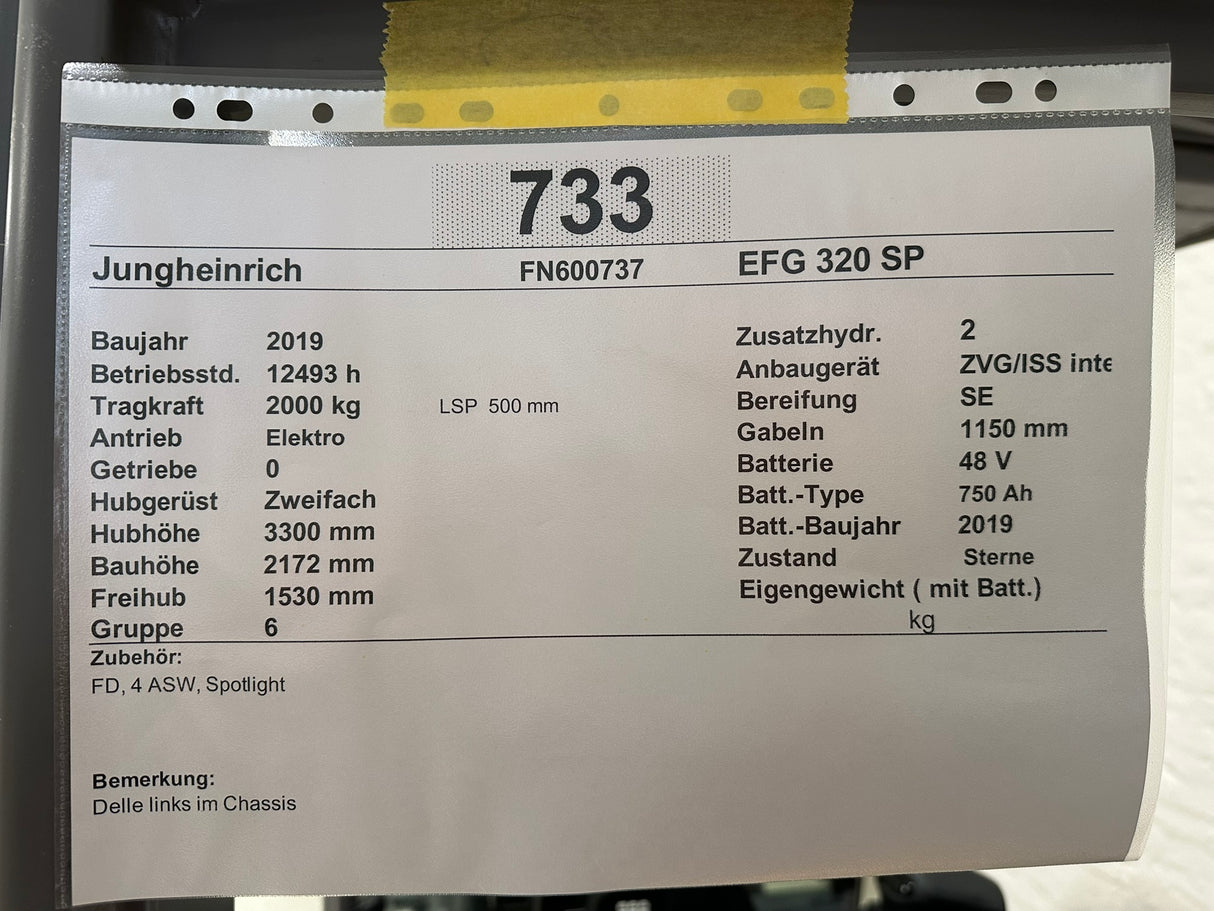 733
Jungheinrich FN600737 EFG 320 SP
Baujahr 2019
Betriebsstd. 12493 h
Tragkraft 2000 kg LSP 500 mm
Antrieb Elektro
Getriebe 0
Hubgerüst Zweifach
Hubhöhe 3300 mm
Bauhöhe 2172 mm
Freihub 1530 mm
Gruppe 6
Zusatzhydr. 2
Anbaugerät ZVG/ISS inte
Bereifung SE
Gabeln 1150 mm
Batterie 48 V
Batt.-Type 750 Ah
Batt.-Baujahr 2019
Zustand Sterne
Eigengewicht ( mit Batt.)
kg
Zubehör:
FD, 4 ASW, Spotlight
Bemerkung:
Delle links im Chassis